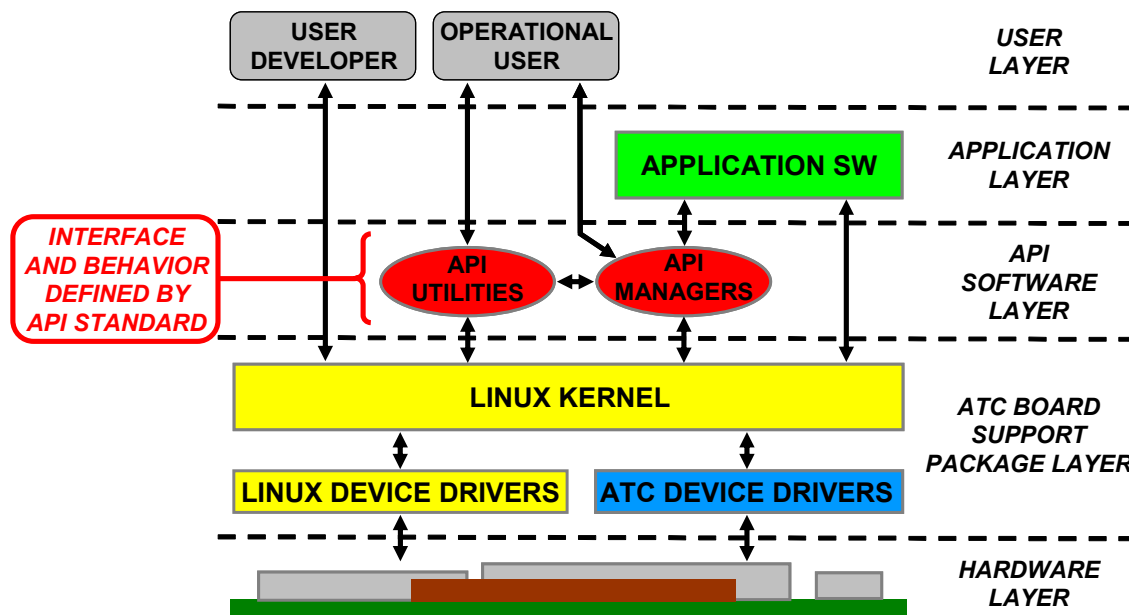 USER
DEVELOPER
OPERATIONAL
USER
USER
LAYER
APPLICATION SW
APPLICATION
LAYER
INTERFACE
AND BEHAVIOR
DEFINED BY
API STANDARD
API
UTILITIES
API
MANAGERS
API
SOFTWARE
LAYER
LINUX KERNEL
ATC BOARD
SUPPORT
PACKAGE LAYER
LINUX DEVICE DRIVERS
ATC DEVICE DRIVERS
HARDWARE
LAYER